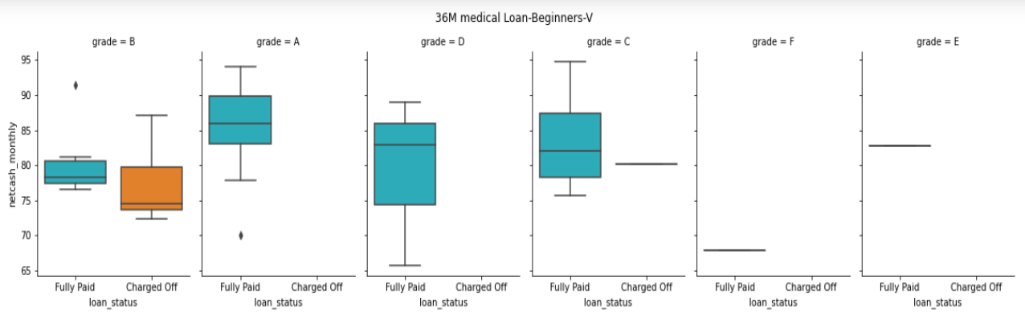 36M medical Loan-Beginners-V
grade = B
grade = A
grade = D
grade = C
grade = F
grade = E
netcash_monthly
95
90
85
80
75
70
65
Fully Paid Charged Off
loan_status
Fully Paid Charged Off
loan_status
Fully Paid Charged Off
loan_status
Fully Paid Charged Off
loan_status
Fully Paid Charged Off
loan_status
Fully Paid Charged Off
loan_status